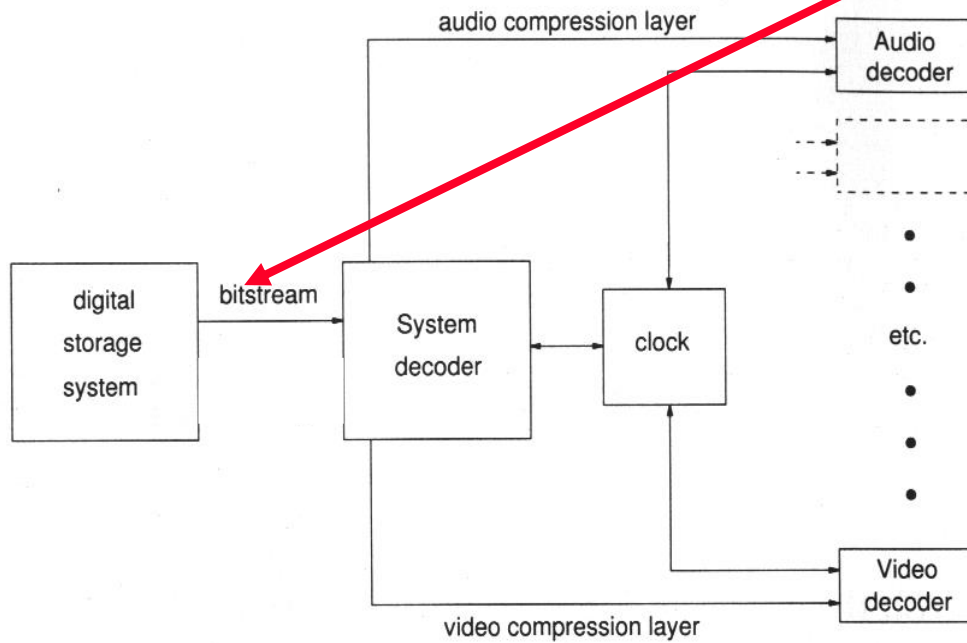 audio compression layer
Audio
decoder
digital
storage
system
bitstream
System
decoder
clock
etc.
Video
decoder
video compression layer